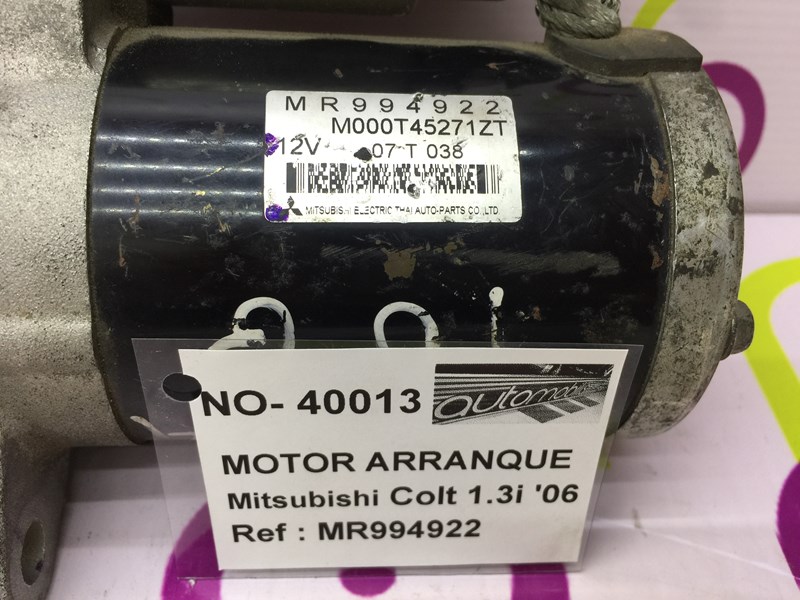 MR994922
M000T45271ZT
12V 07 T 038
MITSUBISHI ELECTRIC THAI AUTO-PARTS CO.,LTD.
NO- 40013
MOTOR ARRANQUE
Mitsubishi Colt 1.3i '06
Ref : MR994922